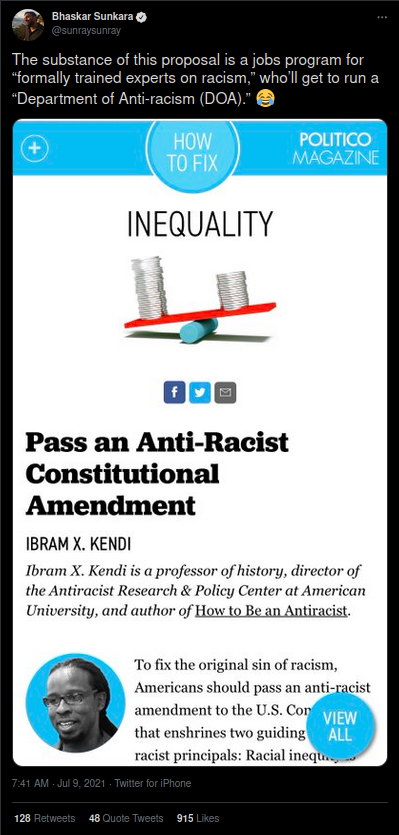 Bhaskar Sunkara
@sunraysunray
The substance of this proposal is a jobs program for
“formally trained experts on racism,” who’ll get to run a
“Department of Anti-racism (DOA).” 😂
HOW
TO FIX
POLITICO
MAGAZINE
INEQUALITY
Pass an Anti-Racist
Constitutional
Amendment
IBRAM X. KENDI
Ibram X. Kendi is a professor of history, director of
the Antiracist Research & Policy Center at American
University, and author of How to Be an Antiracist.
To fix the original sin of racism,
Americans should pass an anti-racist
amendment to the U.S.
that enshrines two guiding
racist principals: Racial
VIEW
ALL
7:41 AM · Jul 9, 2021 · Twitter for iPhone
128 Retweets 48 Quote Tweets 915 Likes